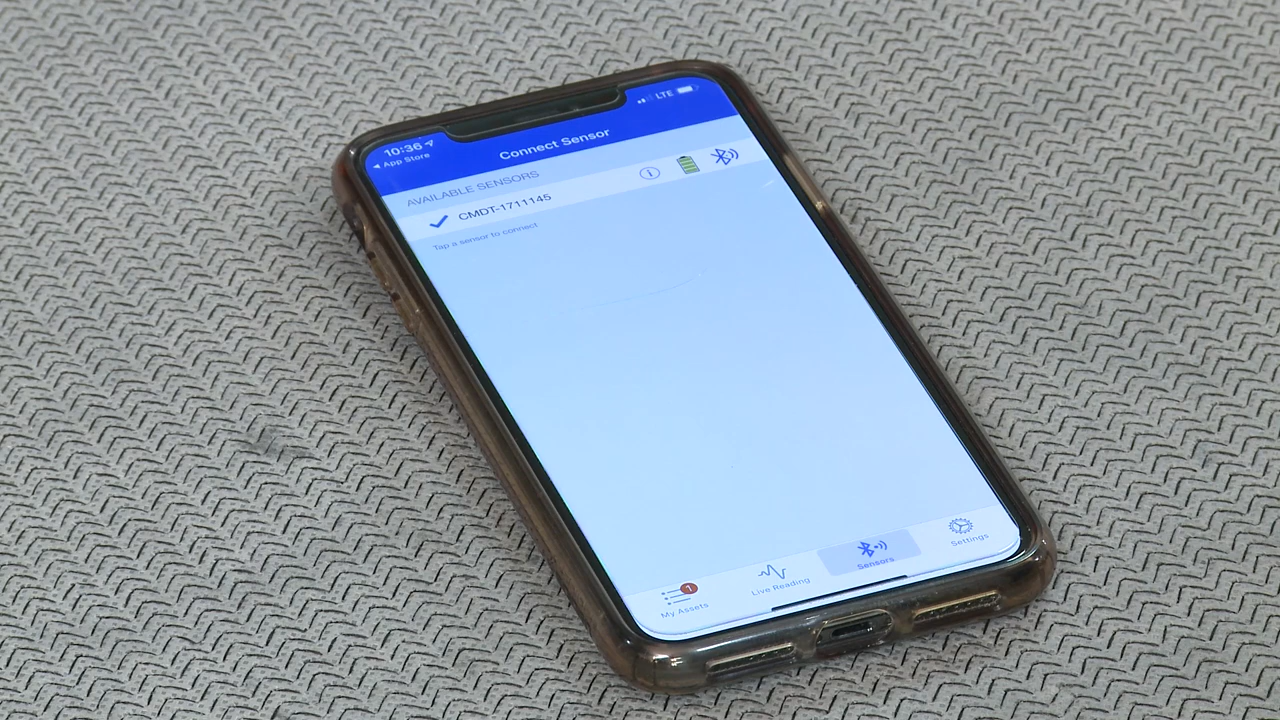 10:36 LTE
App Store
Connect Sensor
AVAILABLE SENSORS
CMDT-1711145
Tap a sensor to connect
1
My Assets Live Reading Sensors Settings